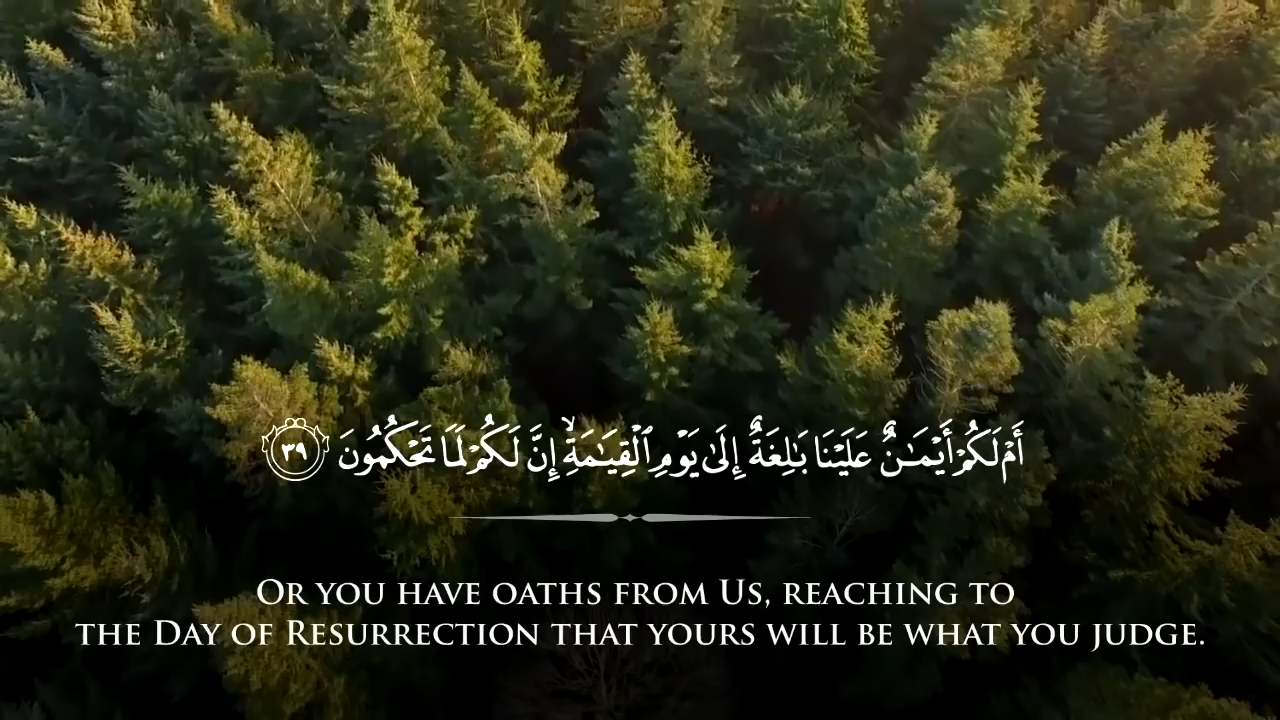 أَمْ لَكُمْ أَيْمَـٰنٌ عَلَيْنَا بَـٰلِغَةٌ إِلَىٰ يَوْمِ ٱلْقِيَـٰمَةِ ۙ إِنَّ لَكُمْ لَمَا تَحْكُمُونَ ٣٩
Or you have oaths from Us, reaching to
the Day of Resurrection that yours will be what you judge.